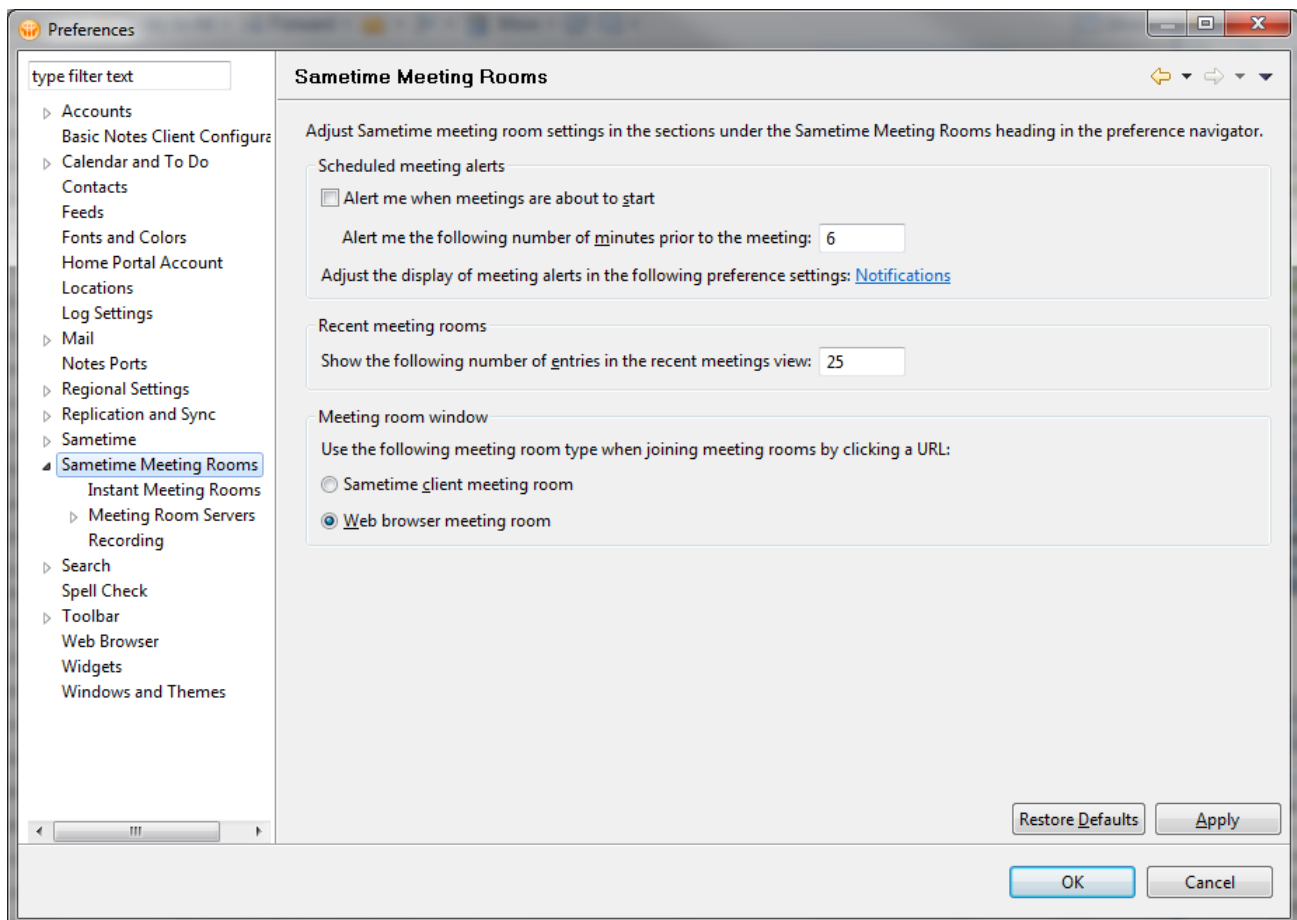 Preferences
type filter text
Accounts
Basic Notes Client Configura
Calendar and To Do
Contacts
Feeds
Fonts and Colors
Home Portal Account
Locations
Log Settings
Mail
Notes Ports
Regional Settings
Replication and Sync
Sametime
Sametime Meeting Rooms
Instant Meeting Rooms
Meeting Room Servers
Recording
Search
Spell Check
Toolbar
Web Browser
Widgets
Windows and Themes
Sametime Meeting Rooms
Adjust Sametime meeting room settings in the sections under the Sametime Meeting Rooms heading in the preference navigator.
Scheduled meeting alerts
Alert me when meetings are about to start
Alert me the following number of minutes prior to the meeting: 6
Adjust the display of meeting alerts in the following preference settings: Notifications
Recent meeting rooms
Show the following number of entries in the recent meetings view: 25
Meeting room window
Use the following meeting room type when joining meeting rooms by clicking a URL:
Sametime client meeting room
Web browser meeting room
Restore Defaults Apply
OK Cancel